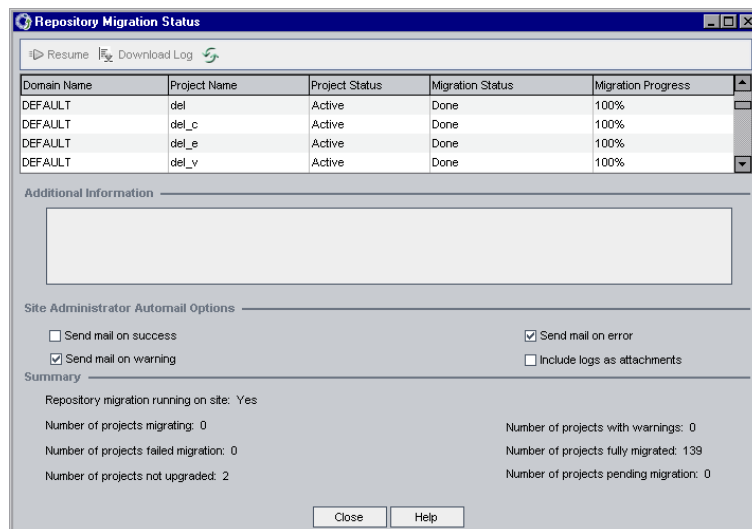 Repository Migration Status
Resume Download Log
Domain Name Project Name Project Status Migration Status Migration Progress
DEFAULT del Active Done 100%
DEFAULT del_c Active Done 100%
DEFAULT del_e Active Done 100%
DEFAULT del_v Active Done 100%
Additional Information
Site Administrator Automail Options
Send mail on success Send mail on error
Send mail on warning Include logs as attachments
Summary
Repository migration running on site: Yes
Number of projects migrating: 0 Number of projects with warnings: 0
Number of projects failed migration: 0 Number of projects fully migrated: 139
Number of projects not upgraded: 2 Number of projects pending migration: 0
Close Help